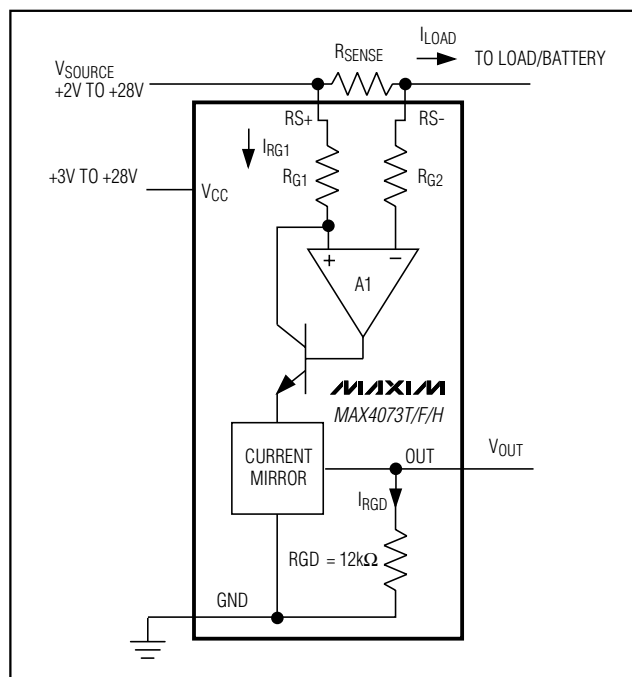 ILOAD
RSENSE
TO LOAD/BATTERY
VSOURCE
+2V TO +28V
RS+
RS-
IRG1
RG1
RG2
+3V TO +28V
VCC
+
−
A1
MAXIM
MAX4073T/F/H
CURRENT
MIRROR
OUT
VOUT
IRGD
RGD = 12kΩ
GND